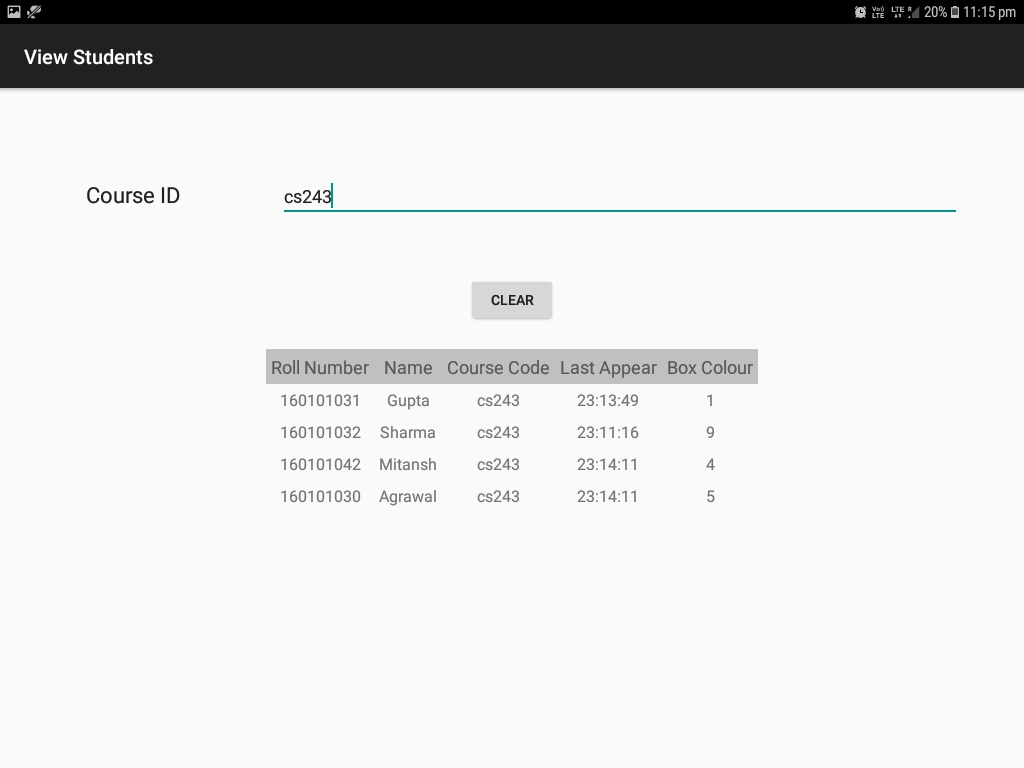 VoI) LTE LTE R 20% 11:15 pm
View Students
Course ID cs243
CLEAR
Roll Number Name Course Code Last Appear Box Colour
160101031 Gupta cs243 23:13:49 1
160101032 Sharma cs243 23:11:16 9
160101042 Mitansh cs243 23:14:11 4
160101030 Agrawal cs243 23:14:11 5